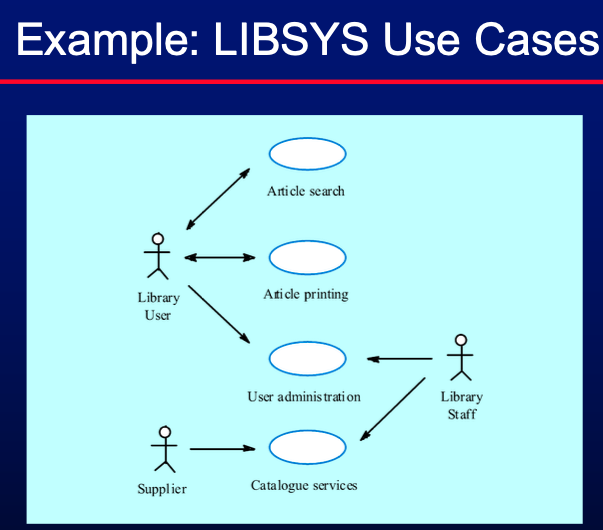 Example: LIBSYS Use Cases
Article search
Library
User
Article printing
User administration
Library
Staff
Supplier
Catalogue services